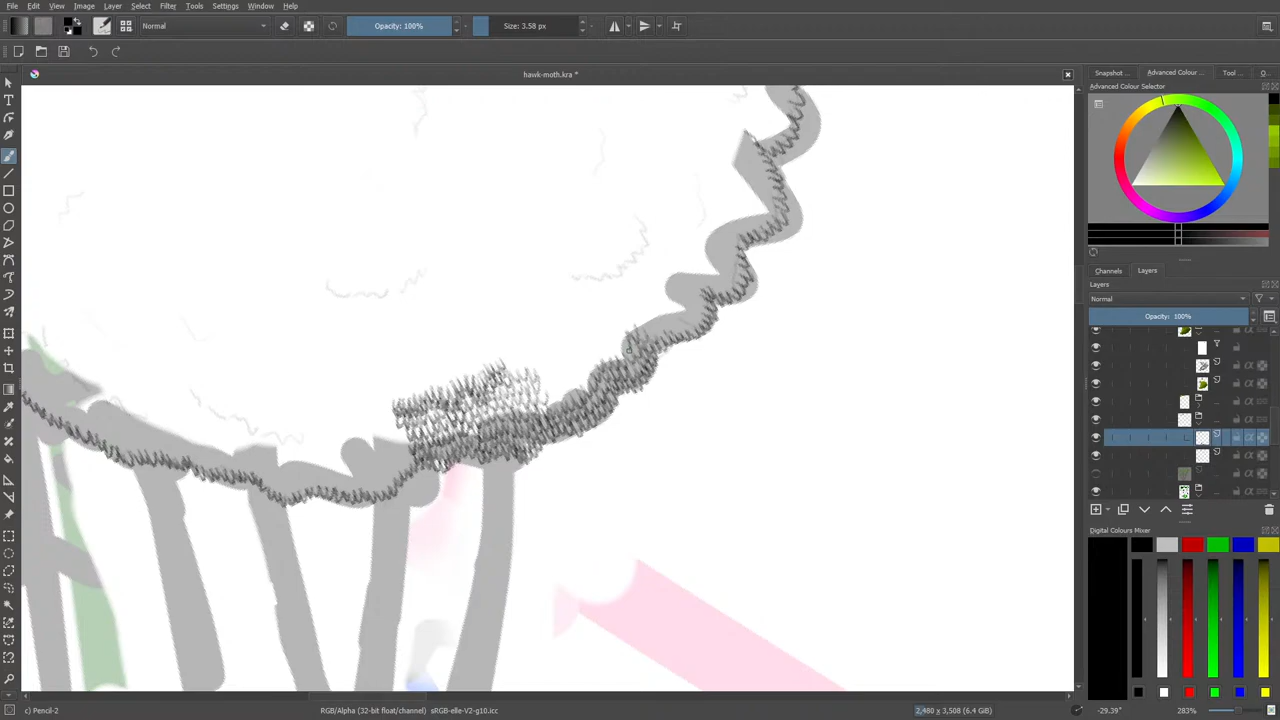 File Edit View Image Layer Select Filter Tools Settings Window Help
Normal Opacity: 100% Size: 3.58 px
hawk-moth.kra *
Snapshot ... Advanced Colour ... Tool ... O...
Advanced Colour Selector
Channels Layers
Layers
Normal
Opacity: 100%
Digital Colours Mixer
c) Pencil-2 RGB/Alpha (32-bit float/channel) sRGB-elle-V2-g10.icc 2,480 x 3,508 (6.4 GiB) -29.39° 283%